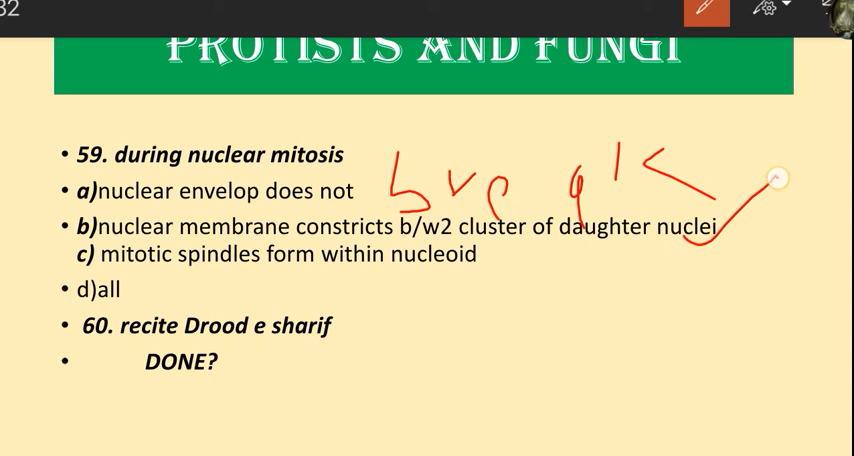 32
PROTISTS AND FUNGI
• 59. during nuclear mitosis
• a)nuclear envelop does not
• b)nuclear membrane constricts b/w2 cluster of daughter nuclei
c) mitotic spindles form within nucleoid
• d)all
• 60. recite Drood e sharif
• DONE?